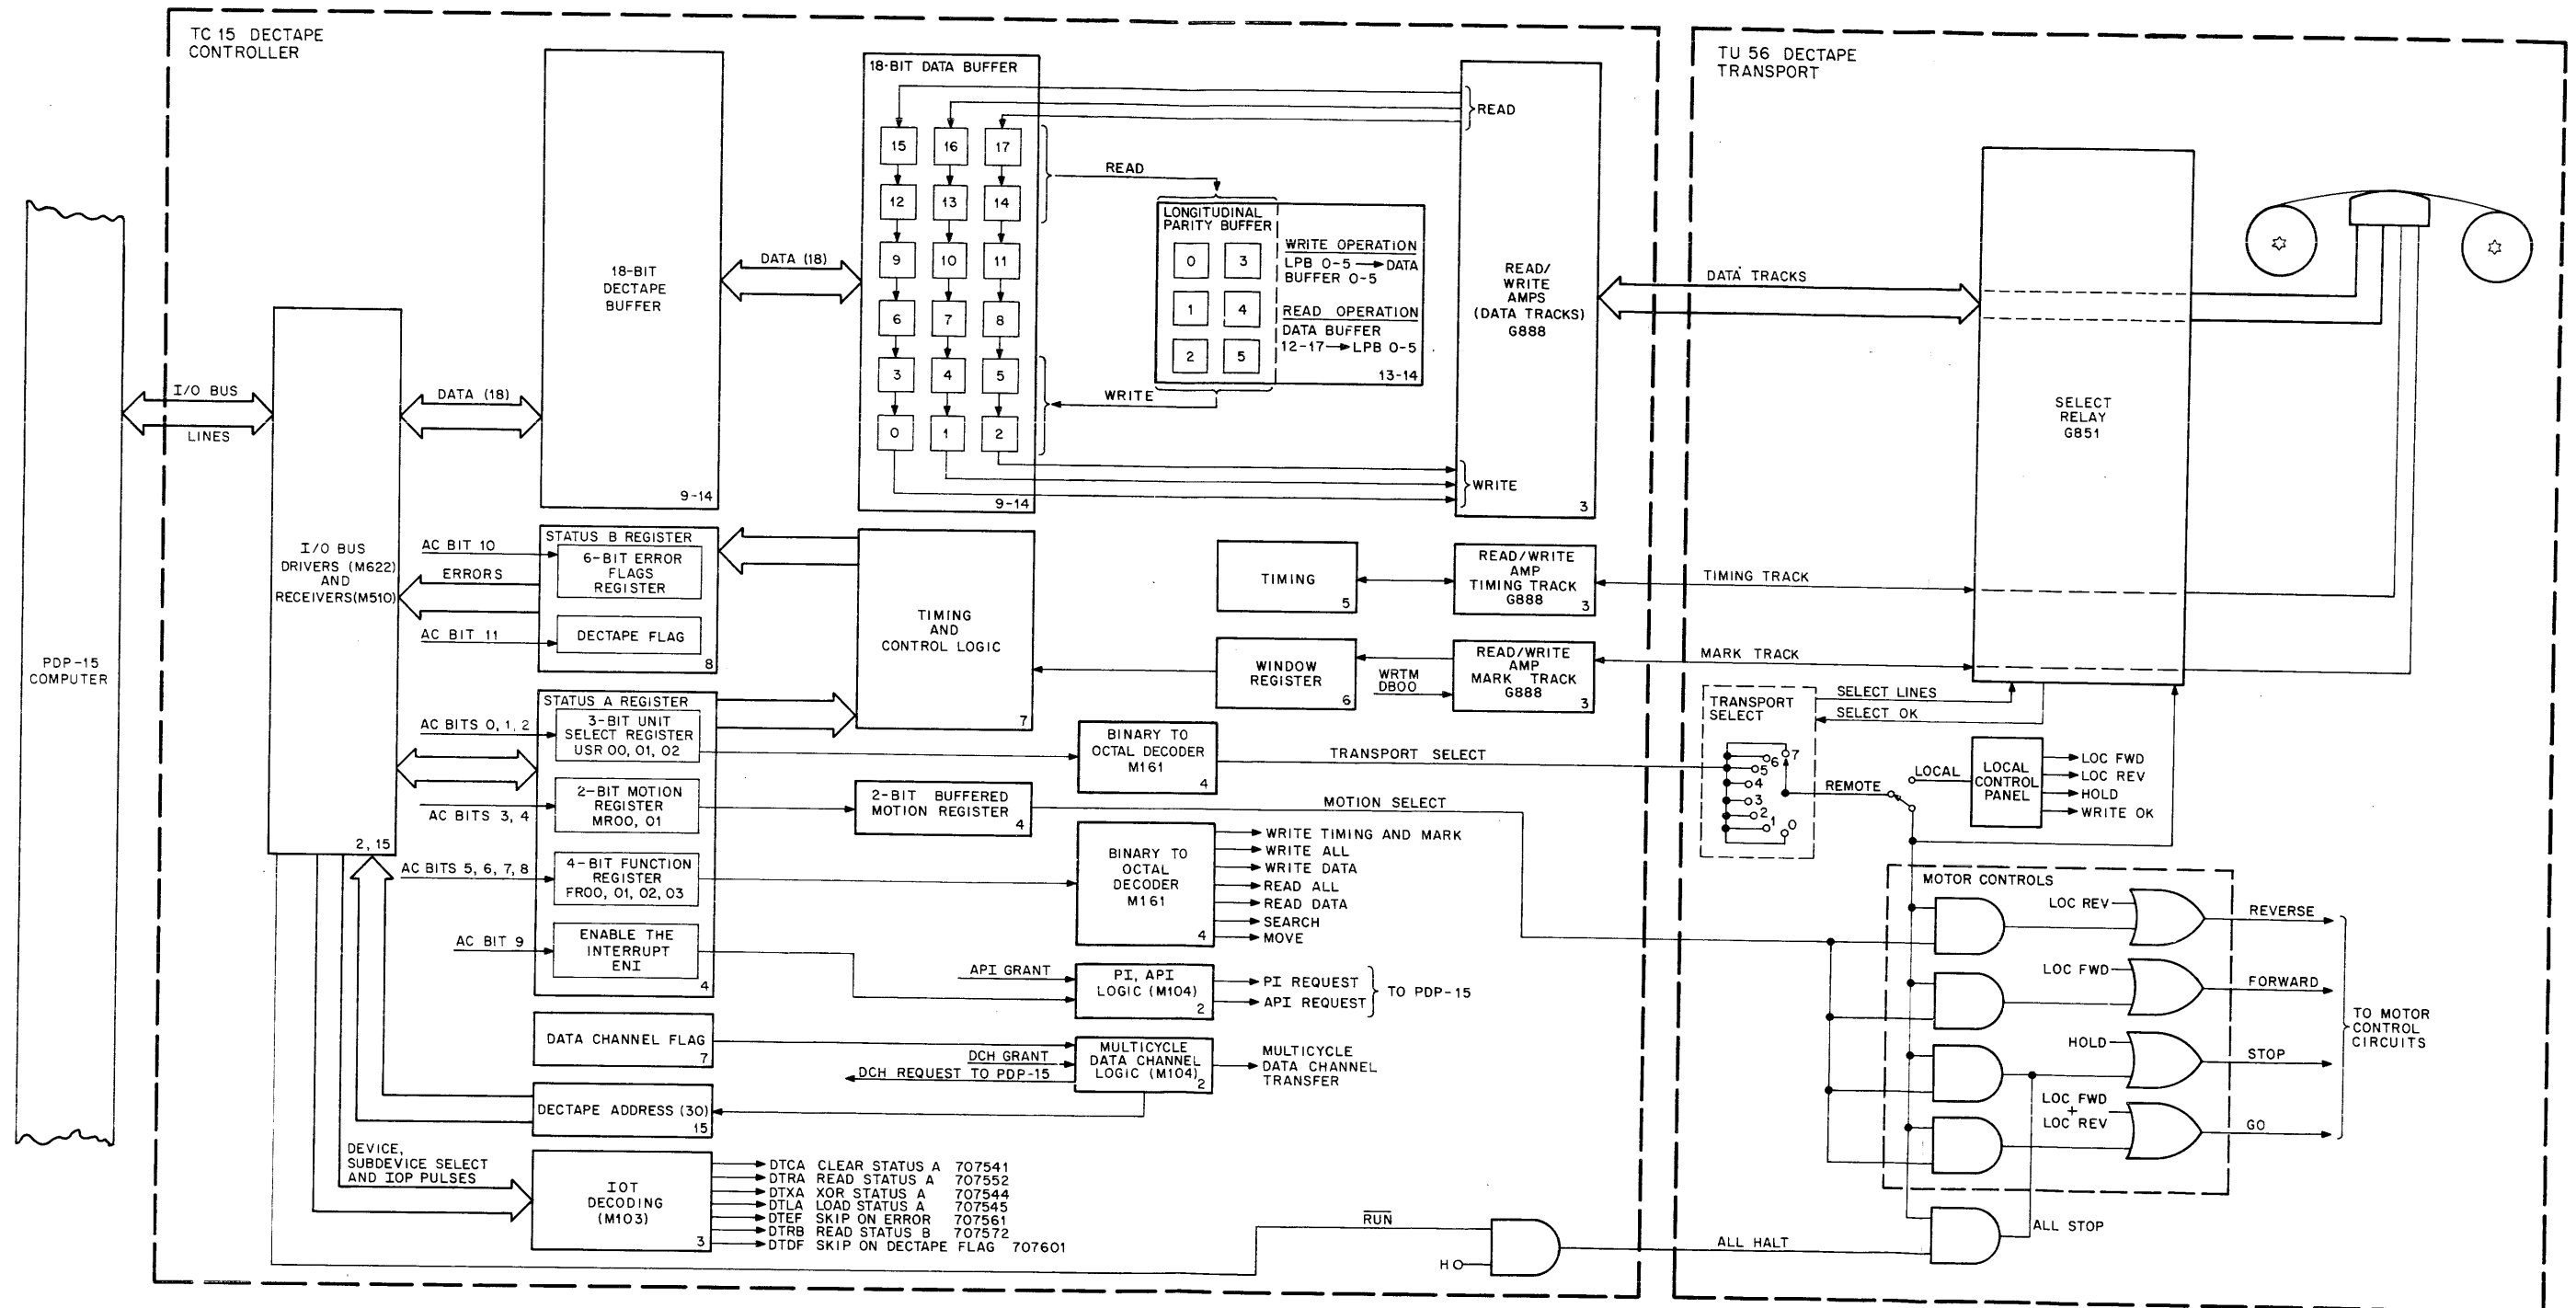 TC 15 DECTAPE
CONTROLLER
TU 56 DECTAPE
TRANSPORT
PDP-15
COMPUTER
I/O BUS
LINES
I/O BUS
DRIVERS (M622)
AND
RECEIVERS(M510)
2, 15
DATA (18)
18-BIT
DECTAPE
BUFFER
9-14
DATA (18)
18-BIT DATA BUFFER
15 16 17
12 13 14
9 10 11
6 7 8
3 4 5
0 1 2
9-14
READ
WRITE
LONGITUDINAL
PARITY BUFFER
0 3
1 4
2 5
WRITE OPERATION
LPB 0-5 → DATA
BUFFER 0-5
READ OPERATION
DATA BUFFER
12-17 → LPB 0-5
13-14
READ
READ/
WRITE
AMPS
(DATA TRACKS)
G888
WRITE
3
DATA TRACKS
SELECT
RELAY
G851
AC BIT 10
ERRORS
AC BIT 11
STATUS B REGISTER
6-BIT ERROR
FLAGS
REGISTER
DECTAPE FLAG
8
TIMING
AND
CONTROL LOGIC
7
TIMING
5
READ/WRITE
AMP
TIMING TRACK
G888
3
TIMING TRACK
WINDOW
REGISTER
6
WRTM
DB00
READ/WRITE
AMP
MARK TRACK
G888
3
MARK TRACK
AC BITS 0, 1, 2
AC BITS 3, 4
AC BITS 5, 6, 7, 8
AC BIT 9
STATUS A REGISTER
3-BIT UNIT
SELECT REGISTER
USR 00, 01, 02
2-BIT MOTION
REGISTER
MR00, 01
4-BIT FUNCTION
REGISTER
FR00, 01, 02, 03
ENABLE THE
INTERRUPT
ENI
4
BINARY TO
OCTAL DECODER
M161
4
TRANSPORT SELECT
2-BIT BUFFERED
MOTION REGISTER
4
MOTION SELECT
BINARY TO
OCTAL
DECODER
M161
4
WRITE TIMING AND MARK
WRITE ALL
WRITE DATA
READ ALL
READ DATA
SEARCH
MOVE
API GRANT
PI, API
LOGIC (M104)
2
PI REQUEST
API REQUEST
TO PDP-15
DATA CHANNEL FLAG
7
DCH GRANT
DCH REQUEST TO PDP-15
MULTICYCLE
DATA CHANNEL
LOGIC (M104)
2
MULTICYCLE
DATA CHANNEL
TRANSFER
DECTAPE ADDRESS (30)
15
DEVICE,
SUBDEVICE SELECT
AND IOP PULSES
IOT
DECODING
(M103)
3
DTCA CLEAR STATUS A 707541
DTRA READ STATUS A 707552
DTXA XOR STATUS A 707544
DTLA LOAD STATUS A 707545
DTEF SKIP ON ERROR 707561
DTRB READ STATUS B 707572
DTDF SKIP ON DECTAPE FLAG 707601
RUN
H
ALL HALT
TRANSPORT
SELECT
SELECT LINES
SELECT OK
7
6
5
4
3
2
1
0
REMOTE
LOCAL
LOCAL
CONTROL
PANEL
LOC FWD
LOC REV
HOLD
WRITE OK
MOTOR CONTROLS
LOC REV
REVERSE
LOC FWD
FORWARD
HOLD
STOP
LOC FWD
+
LOC REV
GO
TO MOTOR
CONTROL
CIRCUITS
ALL STOP